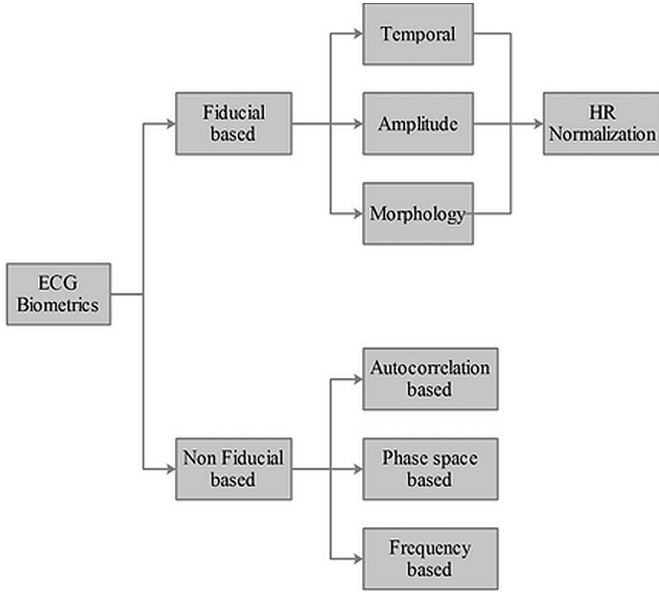 Temporal
Fiducial
based
Amplitude
HR
Normalization
Morphology
ECG
Biometrics
Autocorrelation
based
Non Fiducial
based
Phase space
based
Frequency
based